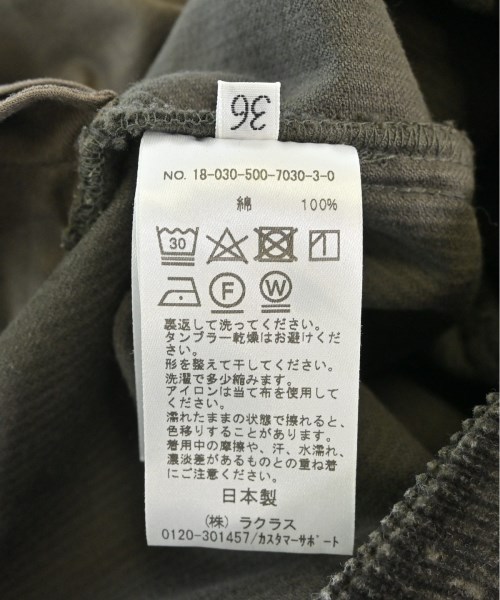 36
NO. 18-030-500-7030-3-0
綿 100%
30
F
W
裏返して洗ってください。
タンブラー乾燥はお避けくだ
さい。
形を整えて干してください。
洗濯で多少縮みます。
アイロンは当て布を使用して
ください。
濡れたままの状態で擦れると、
色移りすることがあります。
着用中の摩擦や、汗、水濡れ、
濃淡差があるものとの重ね着
にご注意ください。
日本製
(株) ラクラス
0120-301457/カスタマーサポート